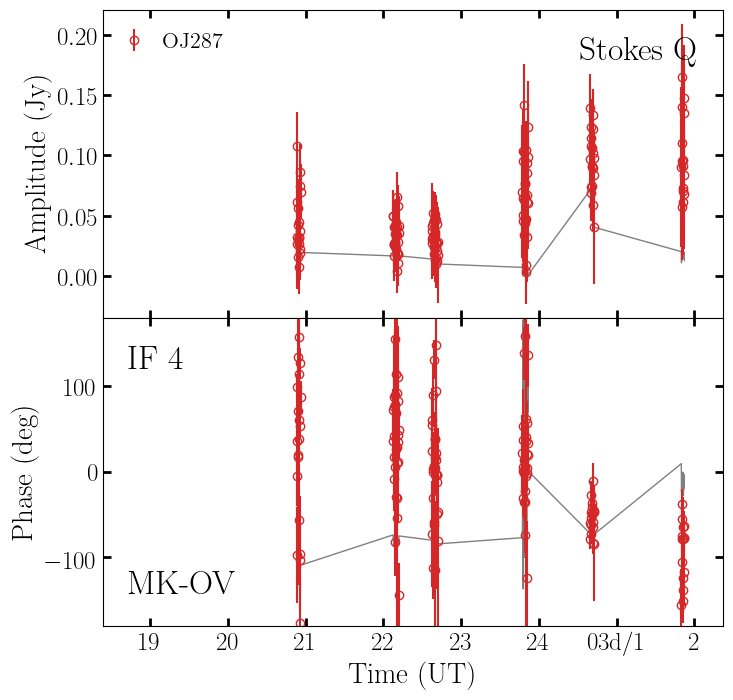 OJ287
Stokes Q
0.20
0.15
0.10
0.05
0.00
Amplitude (Jy)
IF 4
MK-OV
100
0
−100
Phase (deg)
19 20 21 22 23 24 03d/1 2
Time (UT)